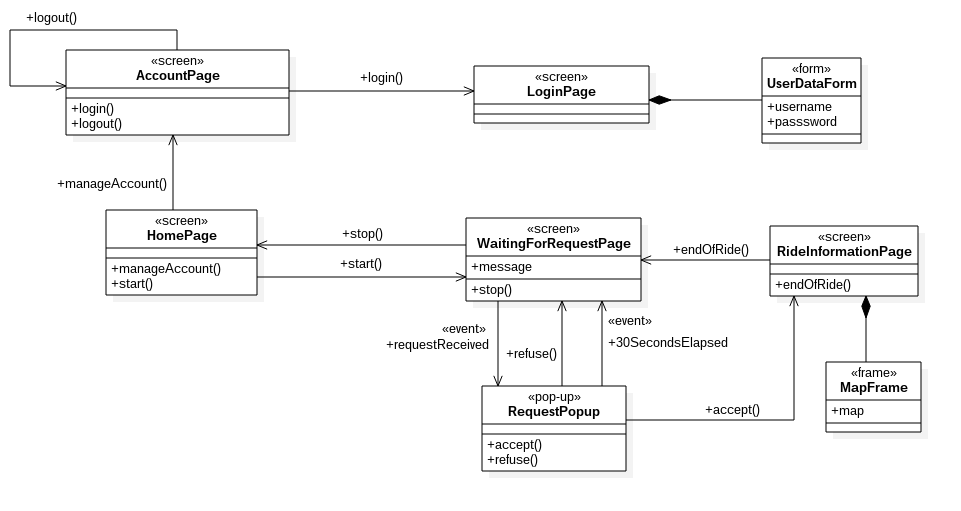 +logout()
«screen»
AccountPage
+login()
+logout()
+login()
«screen»
LoginPage
«form»
UserDataForm
+username
+passsword
+manageAccount()
«screen»
HomePage
+manageAccount()
+start()
+stop()
+start()
«screen»
WaitingForRequestPage
+message
+stop()
+endOfRide()
«screen»
RideInformationPage
+endOfRide()
«event»
+requestReceived
+refuse()
«event»
+30SecondsElapsed
«pop-up»
RequestPopup
+accept()
+refuse()
+accept()
«frame»
MapFrame
+map